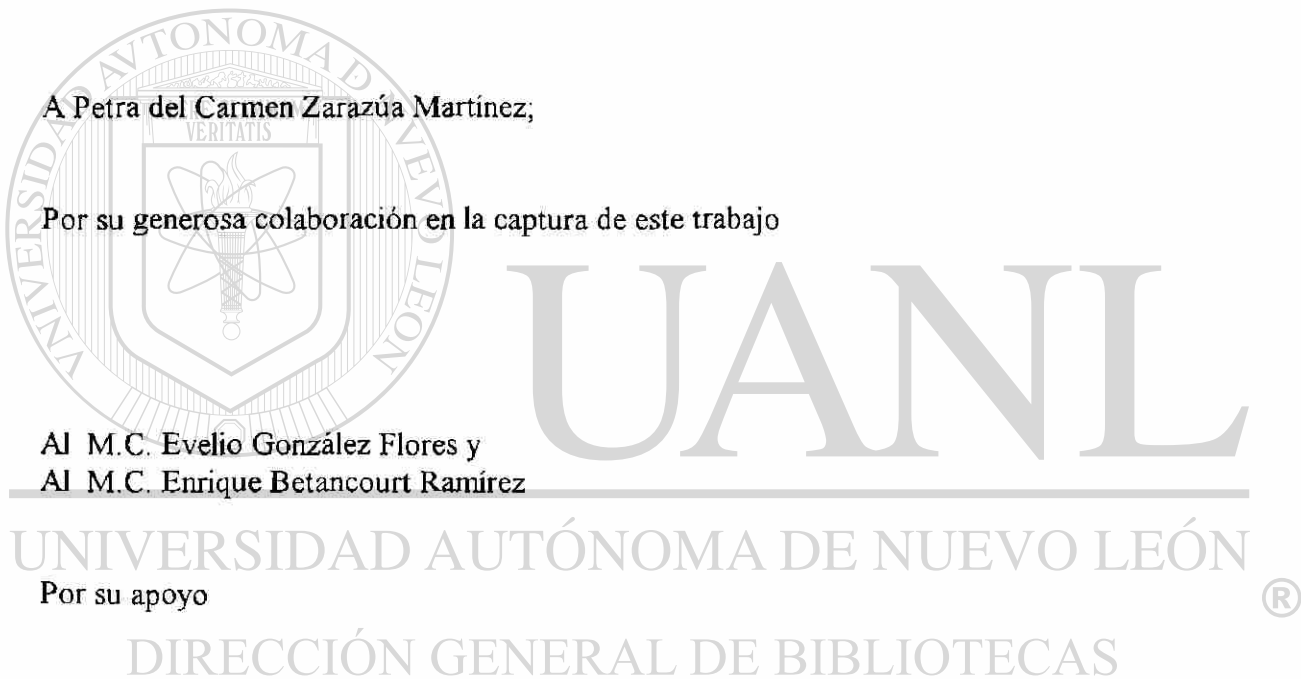 A Petra del Carmen Zarazúa Martínez;
Por su generosa colaboración en la captura de este trabajo
Al M.C. Evelio González Flores y
Al M.C. Enrique Betancourt Ramírez
Por su apoyo
UNIVERSIDAD AUTONOMA DE NUEVO LEON
VERITATIS
UANL
UNIVERSIDAD AUTÓNOMA DE NUEVO LEÓN
®
DIRECCIÓN GENERAL DE BIBLIOTECAS